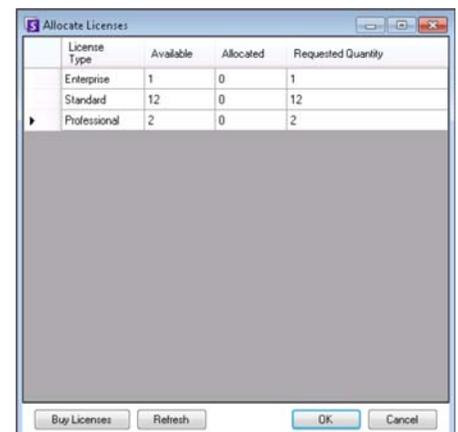 Allocate Licenses
License Type Available Allocated Requested Quantity
Enterprise 1 0 1
Standard 12 0 12
Professional 2 0 2
Buy Licenses Refresh OK Cancel